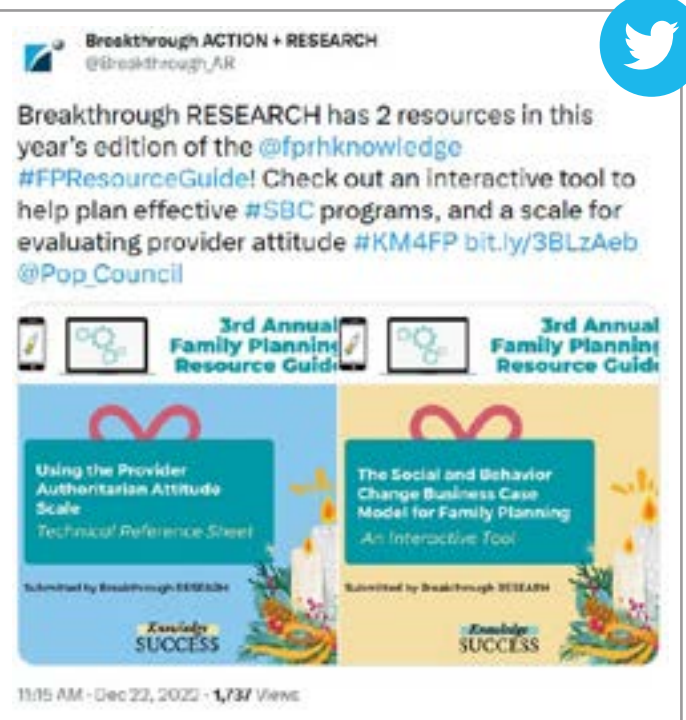 Breakthrough ACTION + RESEARCH
@Breakthrough_AR
Breakthrough RESEARCH has 2 resources in this
year's edition of the @fprhknowledge
#FPResourceGuide! Check out an interactive tool to
help plan effective #SBC programs, and a scale for
evaluating provider attitude #KM4FP bit.ly/3BLzAeb
@Pop_Council
3rd Annual
Family Planning
Resource Guide
Using the Provider
Authoritarian Attitude
Scale
Technical Reference Sheet
Submitted by Breakthrough RESEARH
Knowledge
SUCCESS
3rd Annual
Family Planning
Resource Guide
The Social and Behavior
Change Business Case
Model for Family Planning
An Interactive Tool
Submitted by Breakthrough RESEARH
Knowledge
SUCCESS
11:15 AM · Dec 22, 2022 · 1,737 Views